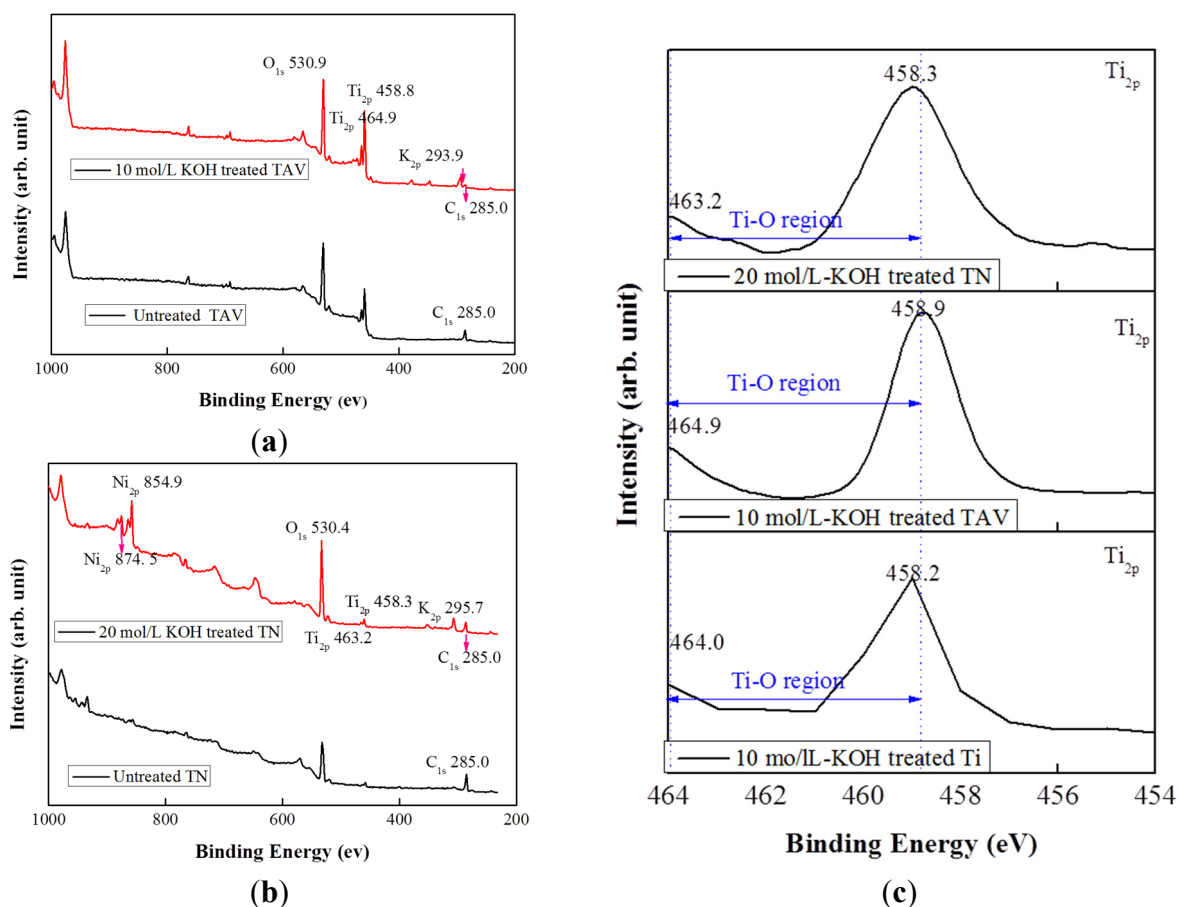 Intensity (arb. unit)
O1s 530.9
Ti2p 458.8
Ti2p 464.9
K2p 293.9
10 mol/L KOH treated TAV
C1s 285.0
C1s 285.0
Untreated TAV
1000 800 600 400 200
Binding Energy (ev)
(a)
Intensity (arb. unit)
Ni2p 854.9
O1s 530.4
Ni2p 874. 5
Ti2p 458.3
K2p 295.7
20 mol/L KOH treated TN
Ti2p 463.2
C1s 285.0
C1s 285.0
Untreated TN
1000 800 600 400 200
Binding Energy (ev)
(b)
Intensity (arb. unit)
458.3
Ti2p
463.2
Ti-O region
20 mol/L-KOH treated TN
458.9
Ti2p
Ti-O region
464.9
10 mol/L-KOH treated TAV
Ti2p
458.2
464.0
Ti-O region
10 mo/lL-KOH treated Ti
464 462 460 458 456 454
Binding Energy (eV)
(c)